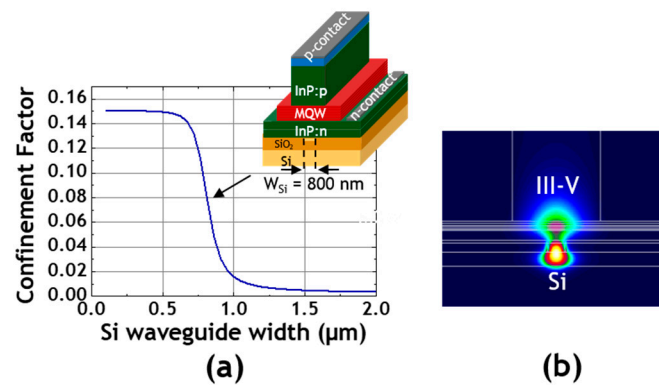 p-contact
InP:p
n-contact
MQW
InP:n
SiO₂
Si
W_Si = 800 nm
Confinement Factor
0.16
0.14
0.12
0.10
0.08
0.06
0.04
0.02
0.00
0.0 0.5 1.0 1.5 2.0
Si waveguide width (µm)
(a)
III-V
Si
(b)